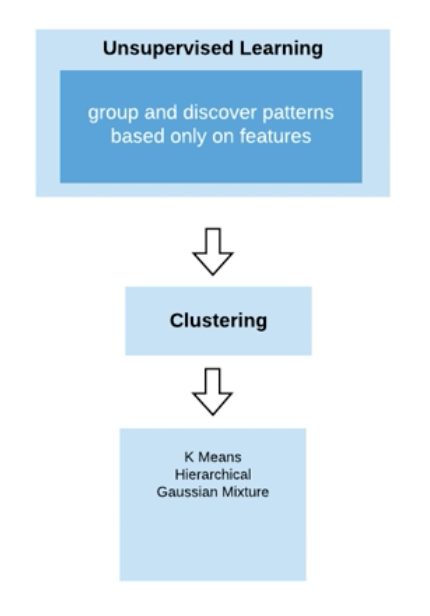 Unsupervised Learning
group and discover patterns
based only on features
Clustering
K Means
Hierarchical
Gaussian Mixture